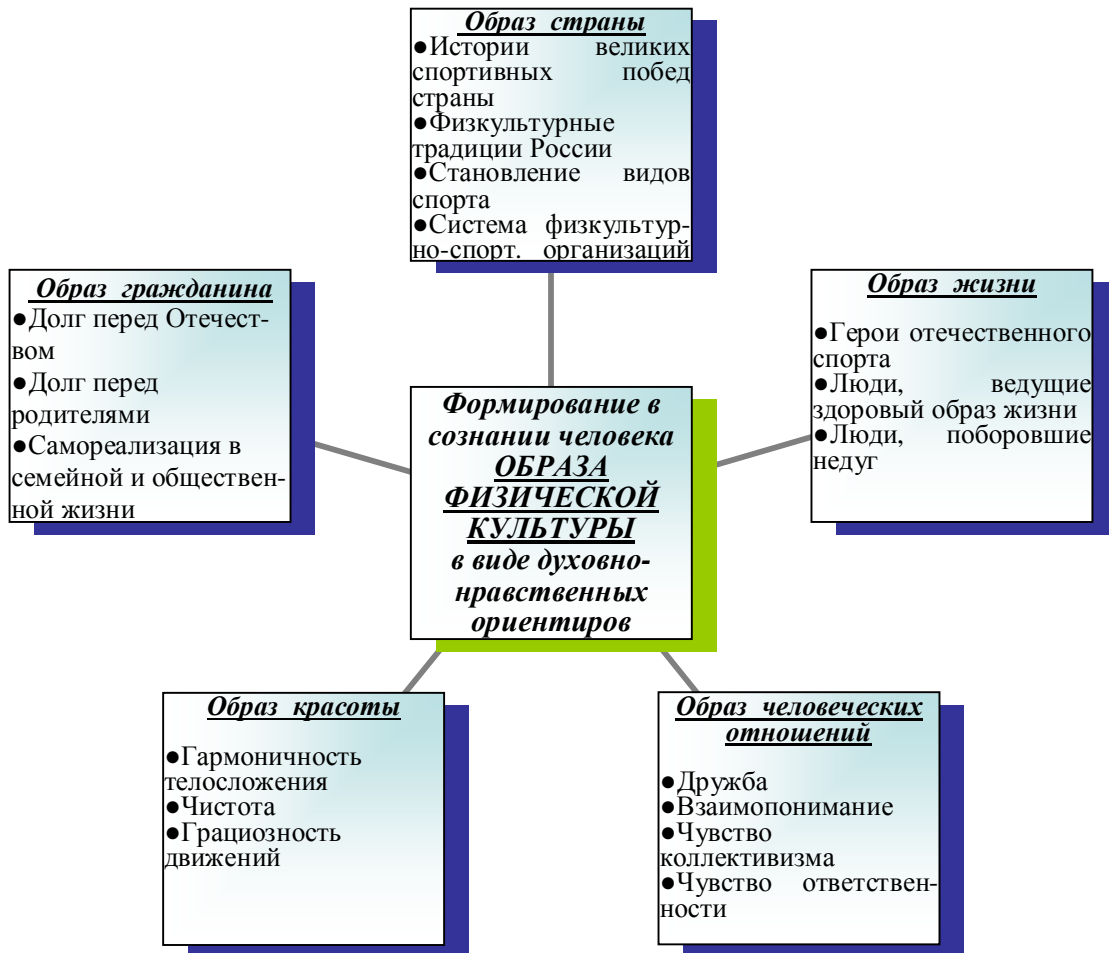 Образ страны
●Истории великих
спортивных побед
страны
●Физкультурные
традиции России
●Становление видов
спорта
●Система физкультур-
но-спорт. организаций
Образ гражданина
●Долг перед Отечест-
вом
●Долг перед
родителями
●Самореализация в
семейной и обществен-
ной жизни
Образ жизни
●Герои отечественного
спорта
●Люди, ведущие
здоровый образ жизни
●Люди, поборовшие
недуг
Формирование в
сознании человека
ОБРАЗА
ФИЗИЧЕСКОЙ
КУЛЬТУРЫ
в виде духовно-
нравственных
ориентиров
Образ красоты
●Гармоничность
телосложения
●Чистота
●Грациозность
движений
Образ человеческих
отношений
●Дружба
●Взаимопонимание
●Чувство
коллективизма
●Чувство ответствен-
ности